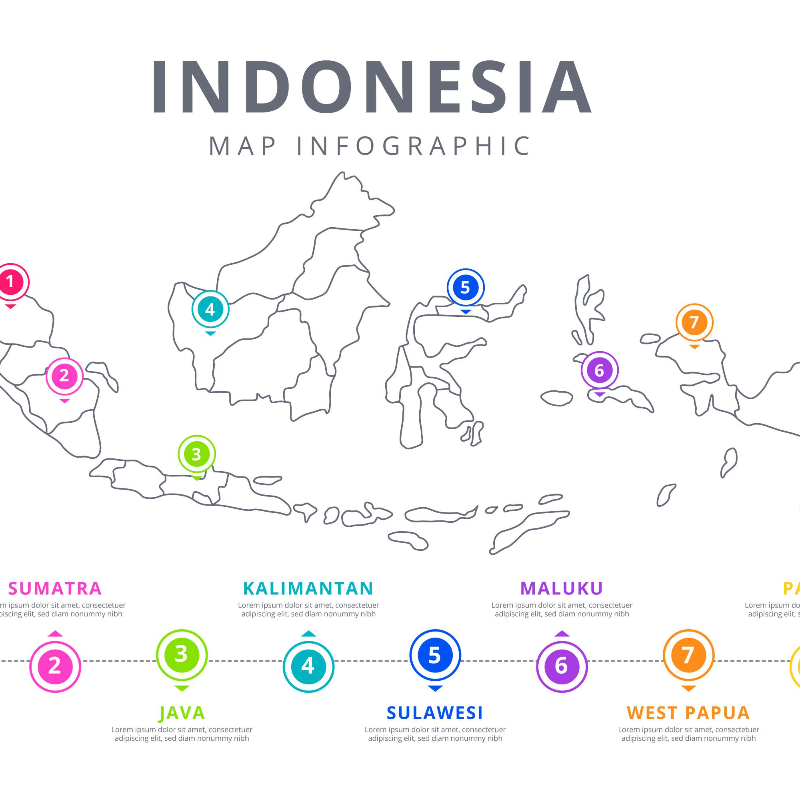 INDONESIA
MAP INFOGRAPHIC
1
5
4
7
6
2
3
SUMATRA
ipsum dolor sit amet, consectetuer
adipiscing elit, sed diam nonummy nibh
KALIMANTAN
Lorem ipsum dolor sit amet, consectetuer
adipiscing elit, sed diam nonummy nibh
MALUKU
Lorem ipsum dolor sit amet, consectetuer
adipiscing elit, sed diam nonummy nibh
PA
Lorem ipsum dolor sit
adipiscing elit, sed
2
3
4
5
6
7
JAVA
Lorem ipsum dolor sit amet, consectetuer
adipiscing elit, sed diam nonummy nibh
SULAWESI
Lorem ipsum dolor sit amet, consectetuer
adipiscing elit, sed diam nonummy nibh
WEST PAPUA
Lorem ipsum dolor sit amet, consectetuer
adipiscing elit, sed diam nonummy nibh